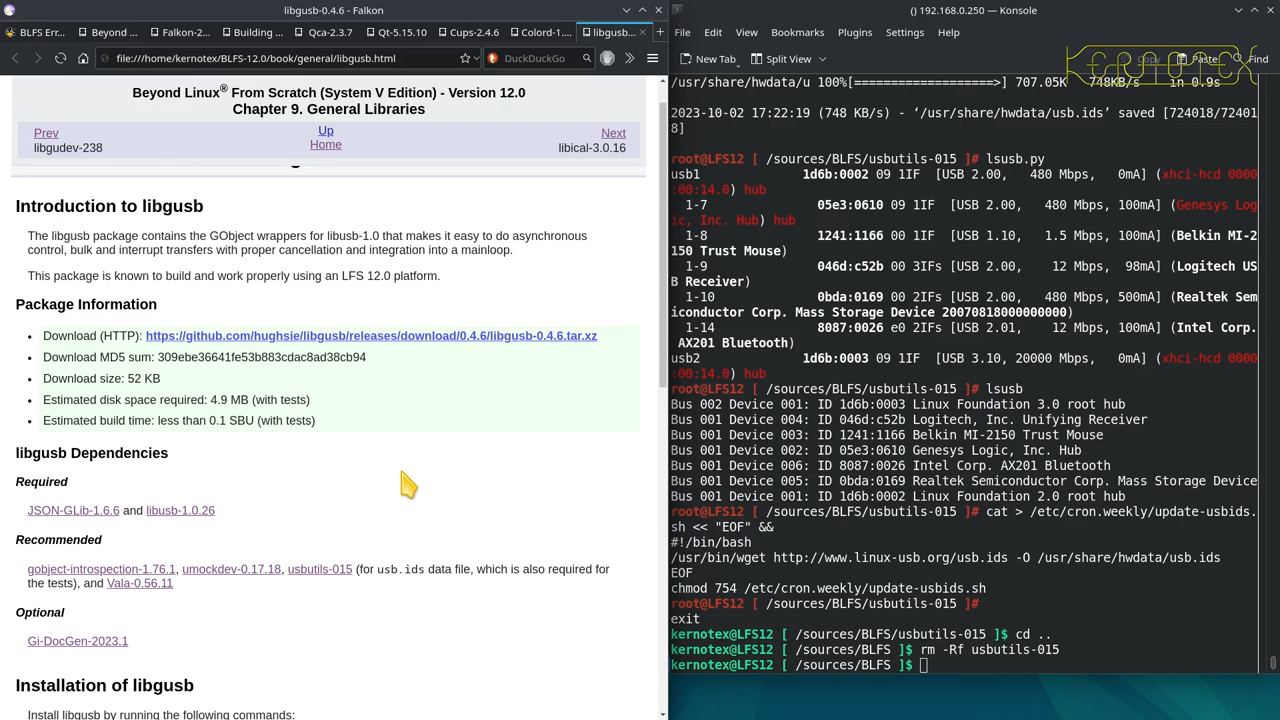 libgusb-0.4.6 - Falkon
BLFS Err...
Beyond ...
Falkon-2...
Building ...
Qca-2.3.7
Qt-5.15.10
Cups-2.4.6
Colord-1....
libgusb...
file:///home/kernotex/BLFS-12.0/book/general/libgusb.html
DuckDuckGo
Beyond Linux® From Scratch (System V Edition) - Version 12.0
Chapter 9. General Libraries
Prev
Up
Next
libgudev-238
Home
libical-3.0.16
Introduction to libgusb
The libgusb package contains the GObject wrappers for libusb-1.0 that makes it easy to do asynchronous
control, bulk and interrupt transfers with proper cancellation and integration into a mainloop.
This package is known to build and work properly using an LFS 12.0 platform.
Package Information
• Download (HTTP): https://github.com/hughsie/libgusb/releases/download/0.4.6/libgusb-0.4.6.tar.xz
• Download MD5 sum: 309ebe36641fe53b883cdac8ad38cb94
• Download size: 52 KB
• Estimated disk space required: 4.9 MB (with tests)
• Estimated build time: less than 0.1 SBU (with tests)
libgusb Dependencies
Required
JSON-GLib-1.6.6 and libusb-1.0.26
Recommended
gobject-introspection-1.76.1, umockdev-0.17.18, usbutils-015 (for usb.ids data file, which is also required for
the tests), and Vala-0.56.11
Optional
Gi-DocGen-2023.1
Installation of libgusb
Install libgusb by running the following commands:
() 192.168.0.250 — Konsole
File Edit View Bookmarks Plugins Settings Help
New Tab Split View Copy Paste Find
KERNOTEX
/usr/share/hwdata/u 100%[===================>] 707.05K   748KB/s    in 0.9s
2023-10-02 17:22:19 (748 KB/s) - ‘/usr/share/hwdata/usb.ids’ saved [724018/72401
8]
root@LFS12 [ /sources/BLFS/usbutils-015 ]# lsusb.py
usb1 1d6b:0002 09 1IF [USB 2.00, 480 Mbps, 0mA] (xhci-hcd 0000
:00:14.0) hub
1-7 05e3:0610 09 1IF [USB 2.00, 480 Mbps, 100mA] (Genesys Log
ic, Inc. Hub) hub
1-8 1241:1166 00 1IF [USB 1.10, 1.5 Mbps, 100mA] (Belkin MI-2
150 Trust Mouse)
1-9 046d:c52b 00 3IFs [USB 2.00, 12 Mbps, 98mA] (Logitech US
B Receiver)
1-10 0bda:0169 00 2IFs [USB 2.00, 480 Mbps, 500mA] (Realtek Sem
iconductor Corp. Mass Storage Device 20070818000000000)
1-14 8087:0026 e0 2IFs [USB 2.01, 12 Mbps, 100mA] (Intel Corp.
AX201 Bluetooth)
usb2 1d6b:0003 09 1IF [USB 3.10, 20000 Mbps, 0mA] (xhci-hcd 0000
:00:14.0) hub
root@LFS12 [ /sources/BLFS/usbutils-015 ]# lsusb
Bus 002 Device 001: ID 1d6b:0003 Linux Foundation 3.0 root hub
Bus 001 Device 004: ID 046d:c52b Logitech, Inc. Unifying Receiver
Bus 001 Device 003: ID 1241:1166 Belkin MI-2150 Trust Mouse
Bus 001 Device 002: ID 05e3:0610 Genesys Logic, Inc. Hub
Bus 001 Device 006: ID 8087:0026 Intel Corp. AX201 Bluetooth
Bus 001 Device 005: ID 0bda:0169 Realtek Semiconductor Corp. Mass Storage Device
Bus 001 Device 001: ID 1d6b:0002 Linux Foundation 2.0 root hub
root@LFS12 [ /sources/BLFS/usbutils-015 ]# cat > /etc/cron.weekly/update-usbids.
sh << "EOF" &&
#!/bin/bash
/usr/bin/wget http://www.linux-usb.org/usb.ids -O /usr/share/hwdata/usb.ids
EOF
chmod 754 /etc/cron.weekly/update-usbids.sh
root@LFS12 [ /sources/BLFS/usbutils-015 ]#
exit
kernotex@LFS12 [ /sources/BLFS/usbutils-015 ]$ cd ..
kernotex@LFS12 [ /sources/BLFS ]$ rm -Rf usbutils-015
kernotex@LFS12 [ /sources/BLFS ]$